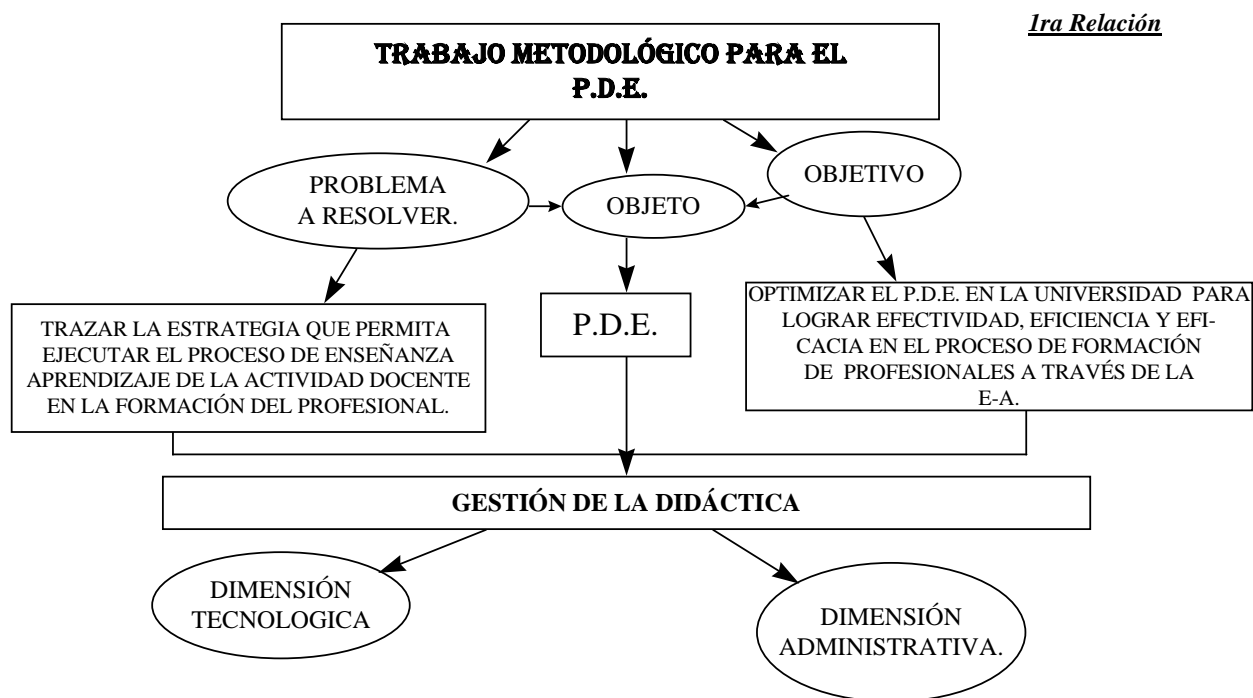 1ra Relación
TRABAJO METODOLÓGICO PARA EL
P.D.E.
PROBLEMA
A RESOLVER.
OBJETO
OBJETIVO
TRAZAR LA ESTRATEGIA QUE PERMITA
EJECUTAR EL PROCESO DE ENSEÑANZA
APRENDIZAJE DE LA ACTIVIDAD DOCENTE
EN LA FORMACIÓN DEL PROFESIONAL.
P.D.E.
OPTIMIZAR EL P.D.E. EN LA UNIVERSIDAD PARA
LOGRAR EFECTIVIDAD, EFICIENCIA Y EFI-
CACIA EN EL PROCESO DE FORMACIÓN
DE PROFESIONALES A TRAVÉS DE LA
E-A.
GESTIÓN DE LA DIDÁCTICA
DIMENSIÓN
TECNOLOGICA
DIMENSIÓN
ADMINISTRATIVA.